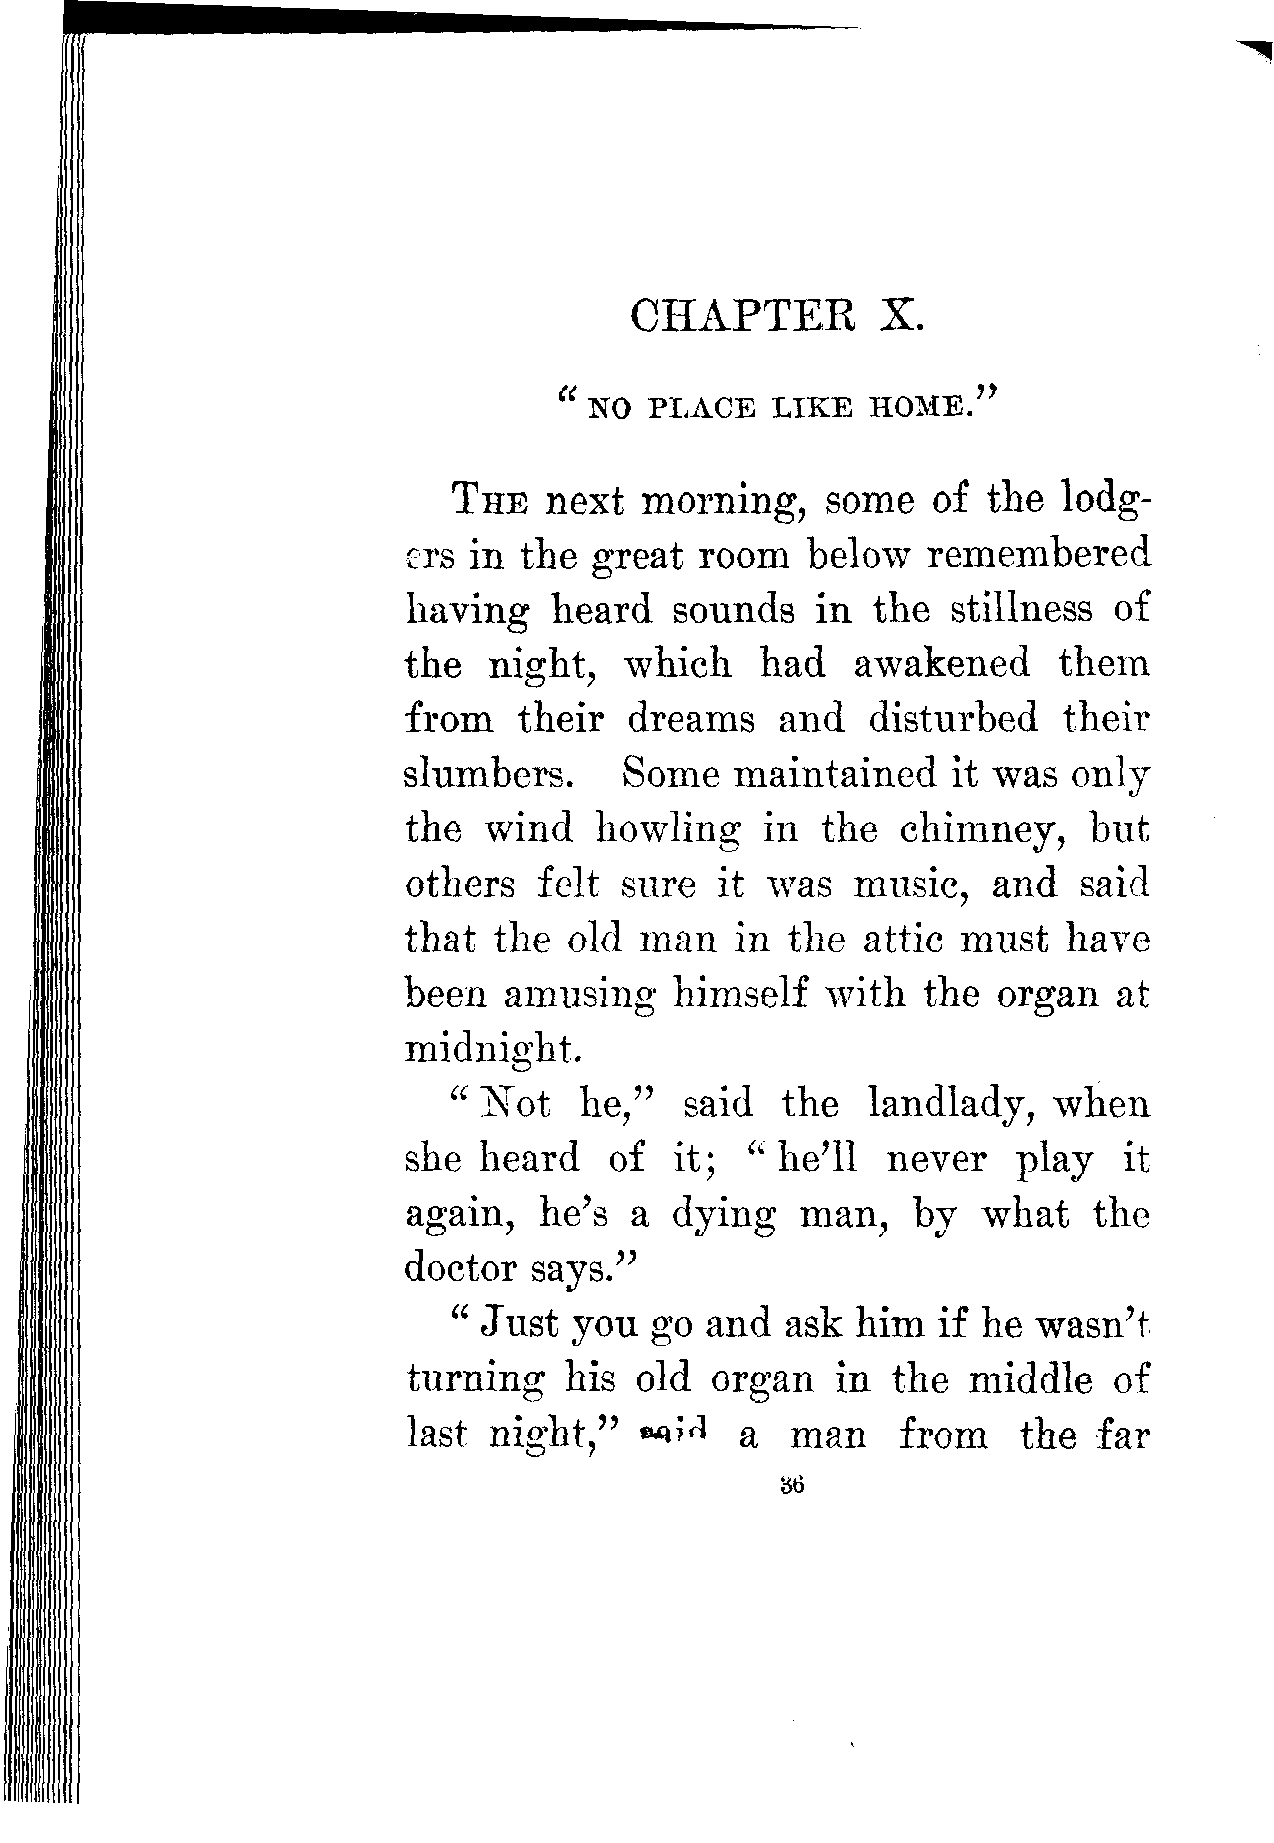 CHAPTER X.
“NO PLACE LIKE HOME.”
THE next morning, some of the lodg-
ers in the great room below remembered
having heard sounds in the stillness of
the night, which had awakened them
from their dreams and disturbed their
slumbers. Some maintained it was only
the wind howling in the chimney, but
others felt sure it was music, and said
that the old man in the attic must have
been amusing himself with the organ at
midnight.
“Not he,” said the landlady, when
she heard of it; “he’ll never play it
again, he’s a dying man, by what the
doctor says.”
“Just you go and ask him if he wasn’t
turning his old organ in the middle of
last night,” said a man from the far
36